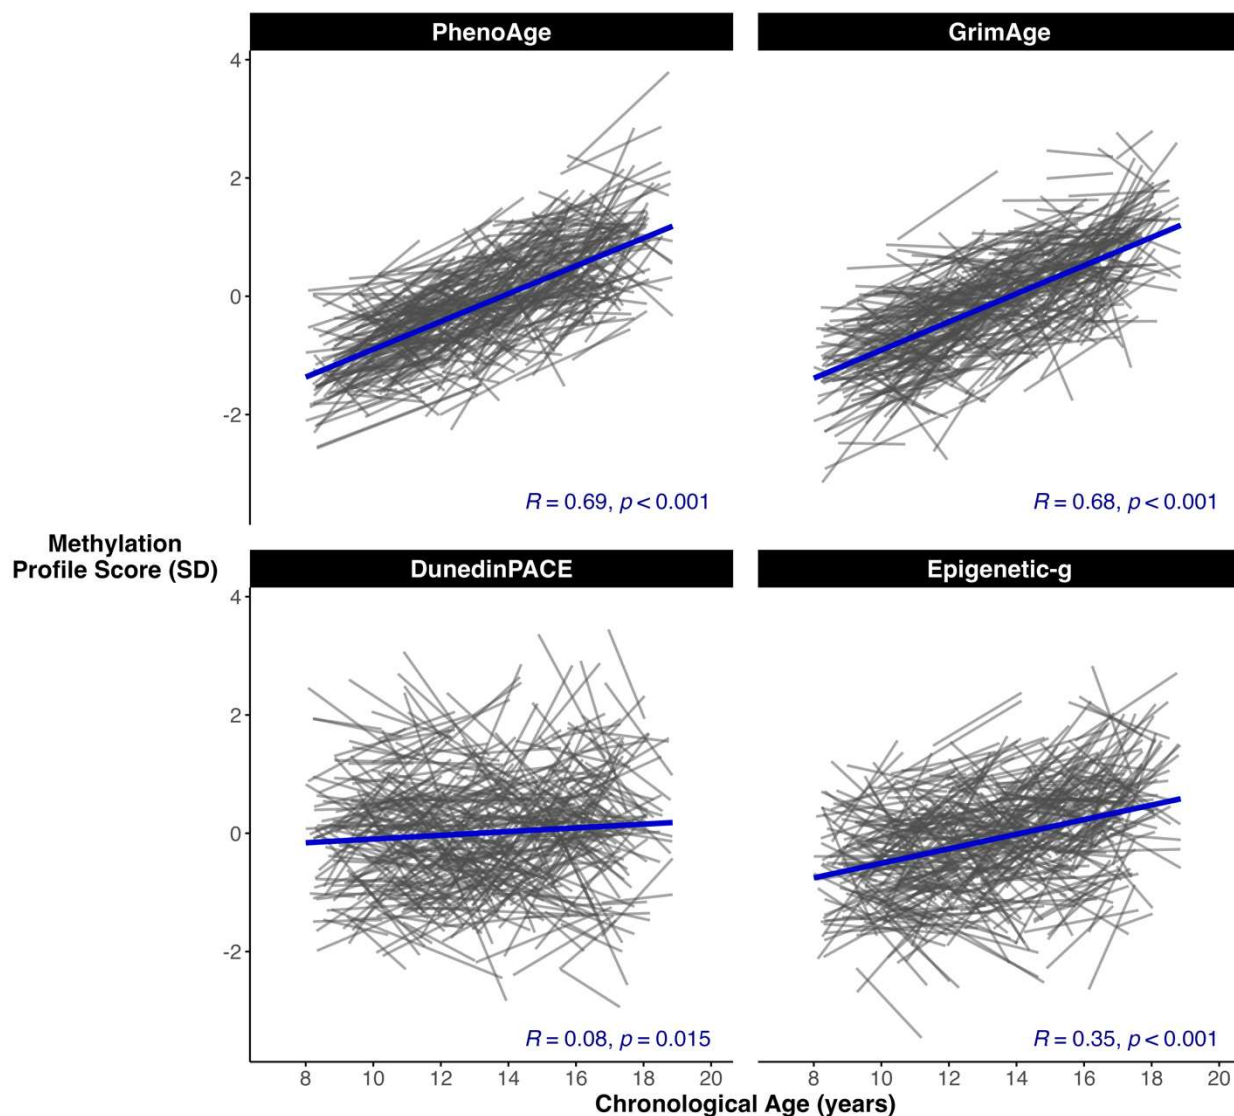 PhenoAge
GrimAge
4
2
0
-2
R = 0.69, p < 0.001
R = 0.68, p < 0.001
Methylation
Profile Score (SD)
DunedinPACE
Epigenetic-g
4
2
0
-2
R = 0.08, p = 0.015
R = 0.35, p < 0.001
8 10 12 14 16 18 20
8 10 12 14 16 18 20
Chronological Age (years)